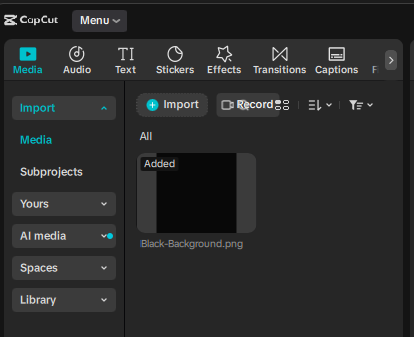 CapCut Menu
Media Audio Text Stickers Effects Transitions Captions F
Import
Media
Subprojects
Yours
AI media
Spaces
Library
Import Record
All
Added
Black-Background.png